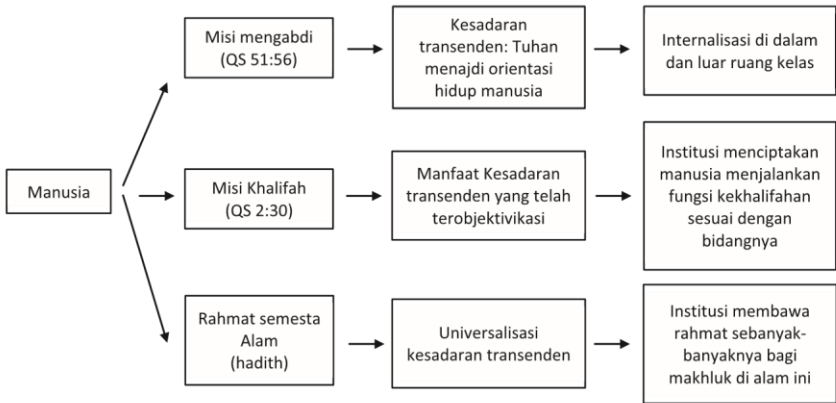 Manusia
Misi mengabdi
(QS 51:56)
Kesadaran
transenden: Tuhan
menajdi orientasi
hidup manusia
Internalisasi di dalam
dan luar ruang kelas
Misi Khalifah
(QS 2:30)
Manfaat Kesadaran
transenden yang telah
terobjektivikasi
Institusi menciptakan
manusia menjalankan
fungsi kekhalifahan
sesuai dengan
bidangnya
Rahmat semesta
Alam
(hadith)
Universalisasi
kesadaran transenden
Institusi membawa
rahmat sebanyak-
banyaknya bagi
makhluk di alam ini